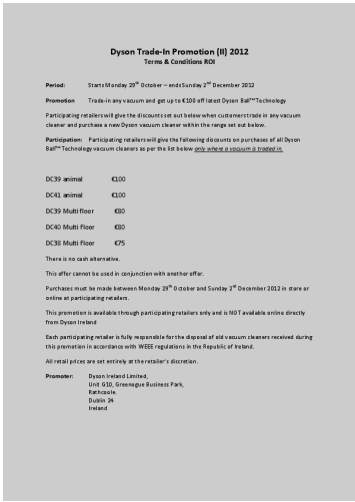 Dyson Trade-In Promotion (II) 2012
Terms & Conditions ROI
Period: Starts Monday 29th October – ends Sunday 2nd December 2012
Promotion Trade-in any vacuum and get up to €100 off latest Dyson Ball™ Technology
Participating retailers will give the discounts set out below when customers trade in any vacuum
cleaner and purchase a new Dyson vacuum cleaner within the range set out below.
Participation: Participating retailers will give the following discounts on purchases of all Dyson
Ball™ Technology vacuum cleaners as per the list below only where a vacuum is traded in.
DC39 animal €100
DC41 animal €100
DC39 Multi floor €80
DC40 Multi floor €80
DC38 Multi floor €75
There is no cash alternative.
This offer cannot be used in conjunction with another offer.
Purchases must be made between Monday 29th October and Sunday 2nd December 2012 in store or
online at participating retailers.
This promotion is available through participating retailers only and is NOT available online directly
from Dyson Ireland
Each participating retailer is fully responsible for the disposal of old vacuum cleaners received during
this promotion in accordance with WEEE regulations in the Republic of Ireland.
All retail prices are set entirely at the retailer's discretion.
Promoter: Dyson Ireland Limited,
Unit G10, Greenogue Business Park,
Rathcoole.
Dublin 24
Ireland